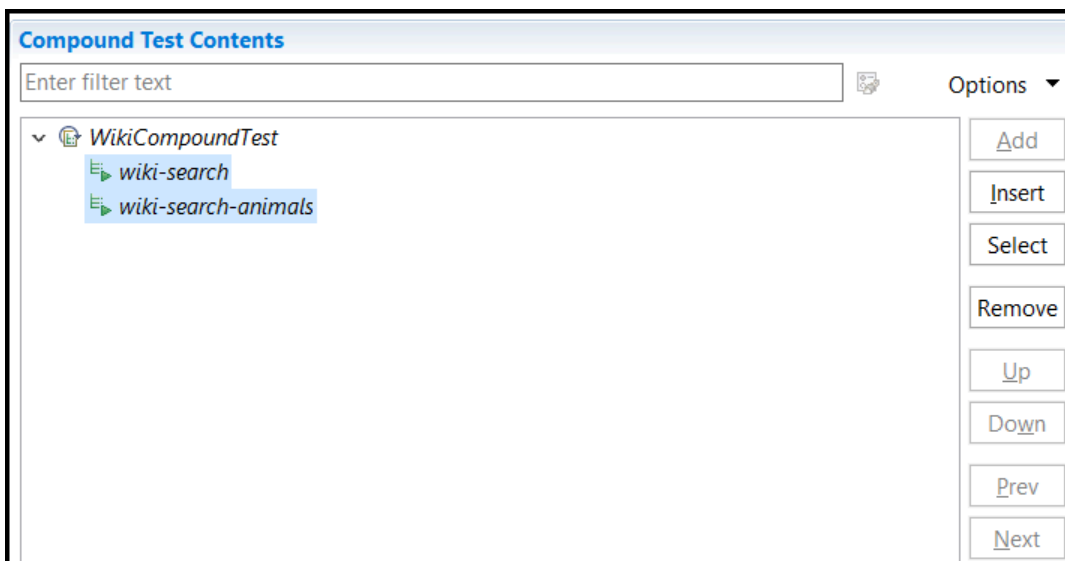 Compound Test Contents
Enter filter text
Options
WikiCompoundTest
Add
wiki-search
Insert
wiki-search-animals
Select
Remove
Up
Down
Prev
Next